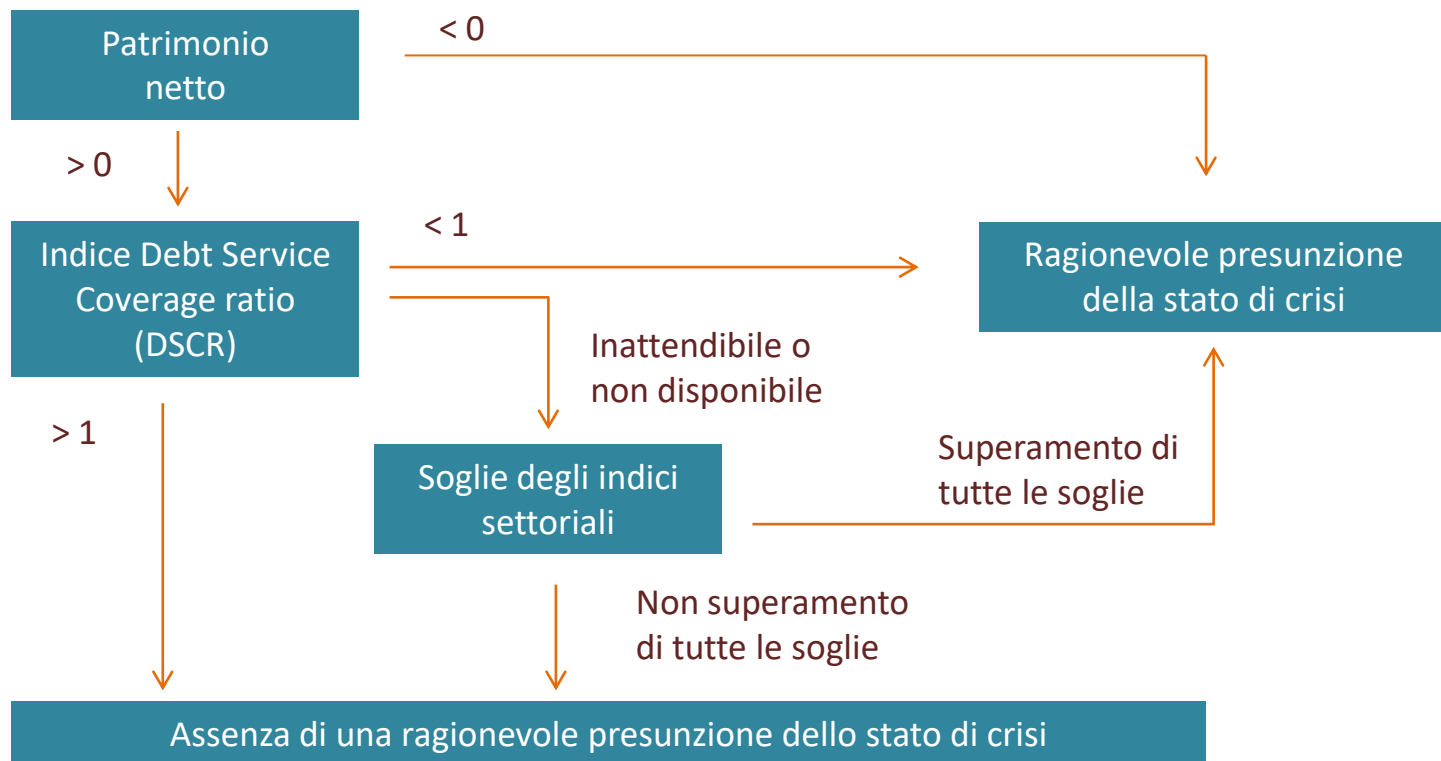 Patrimonio
netto
< 0
> 0
Indice Debt Service
Coverage ratio
(DSCR)
< 1
Ragionevole presunzione
della stato di crisi
Inattendibile o
non disponibile
> 1
Soglie degli indici
settoriali
Superamento di
tutte le soglie
Non superamento
di tutte le soglie
Assenza di una ragionevole presunzione dello stato di crisi